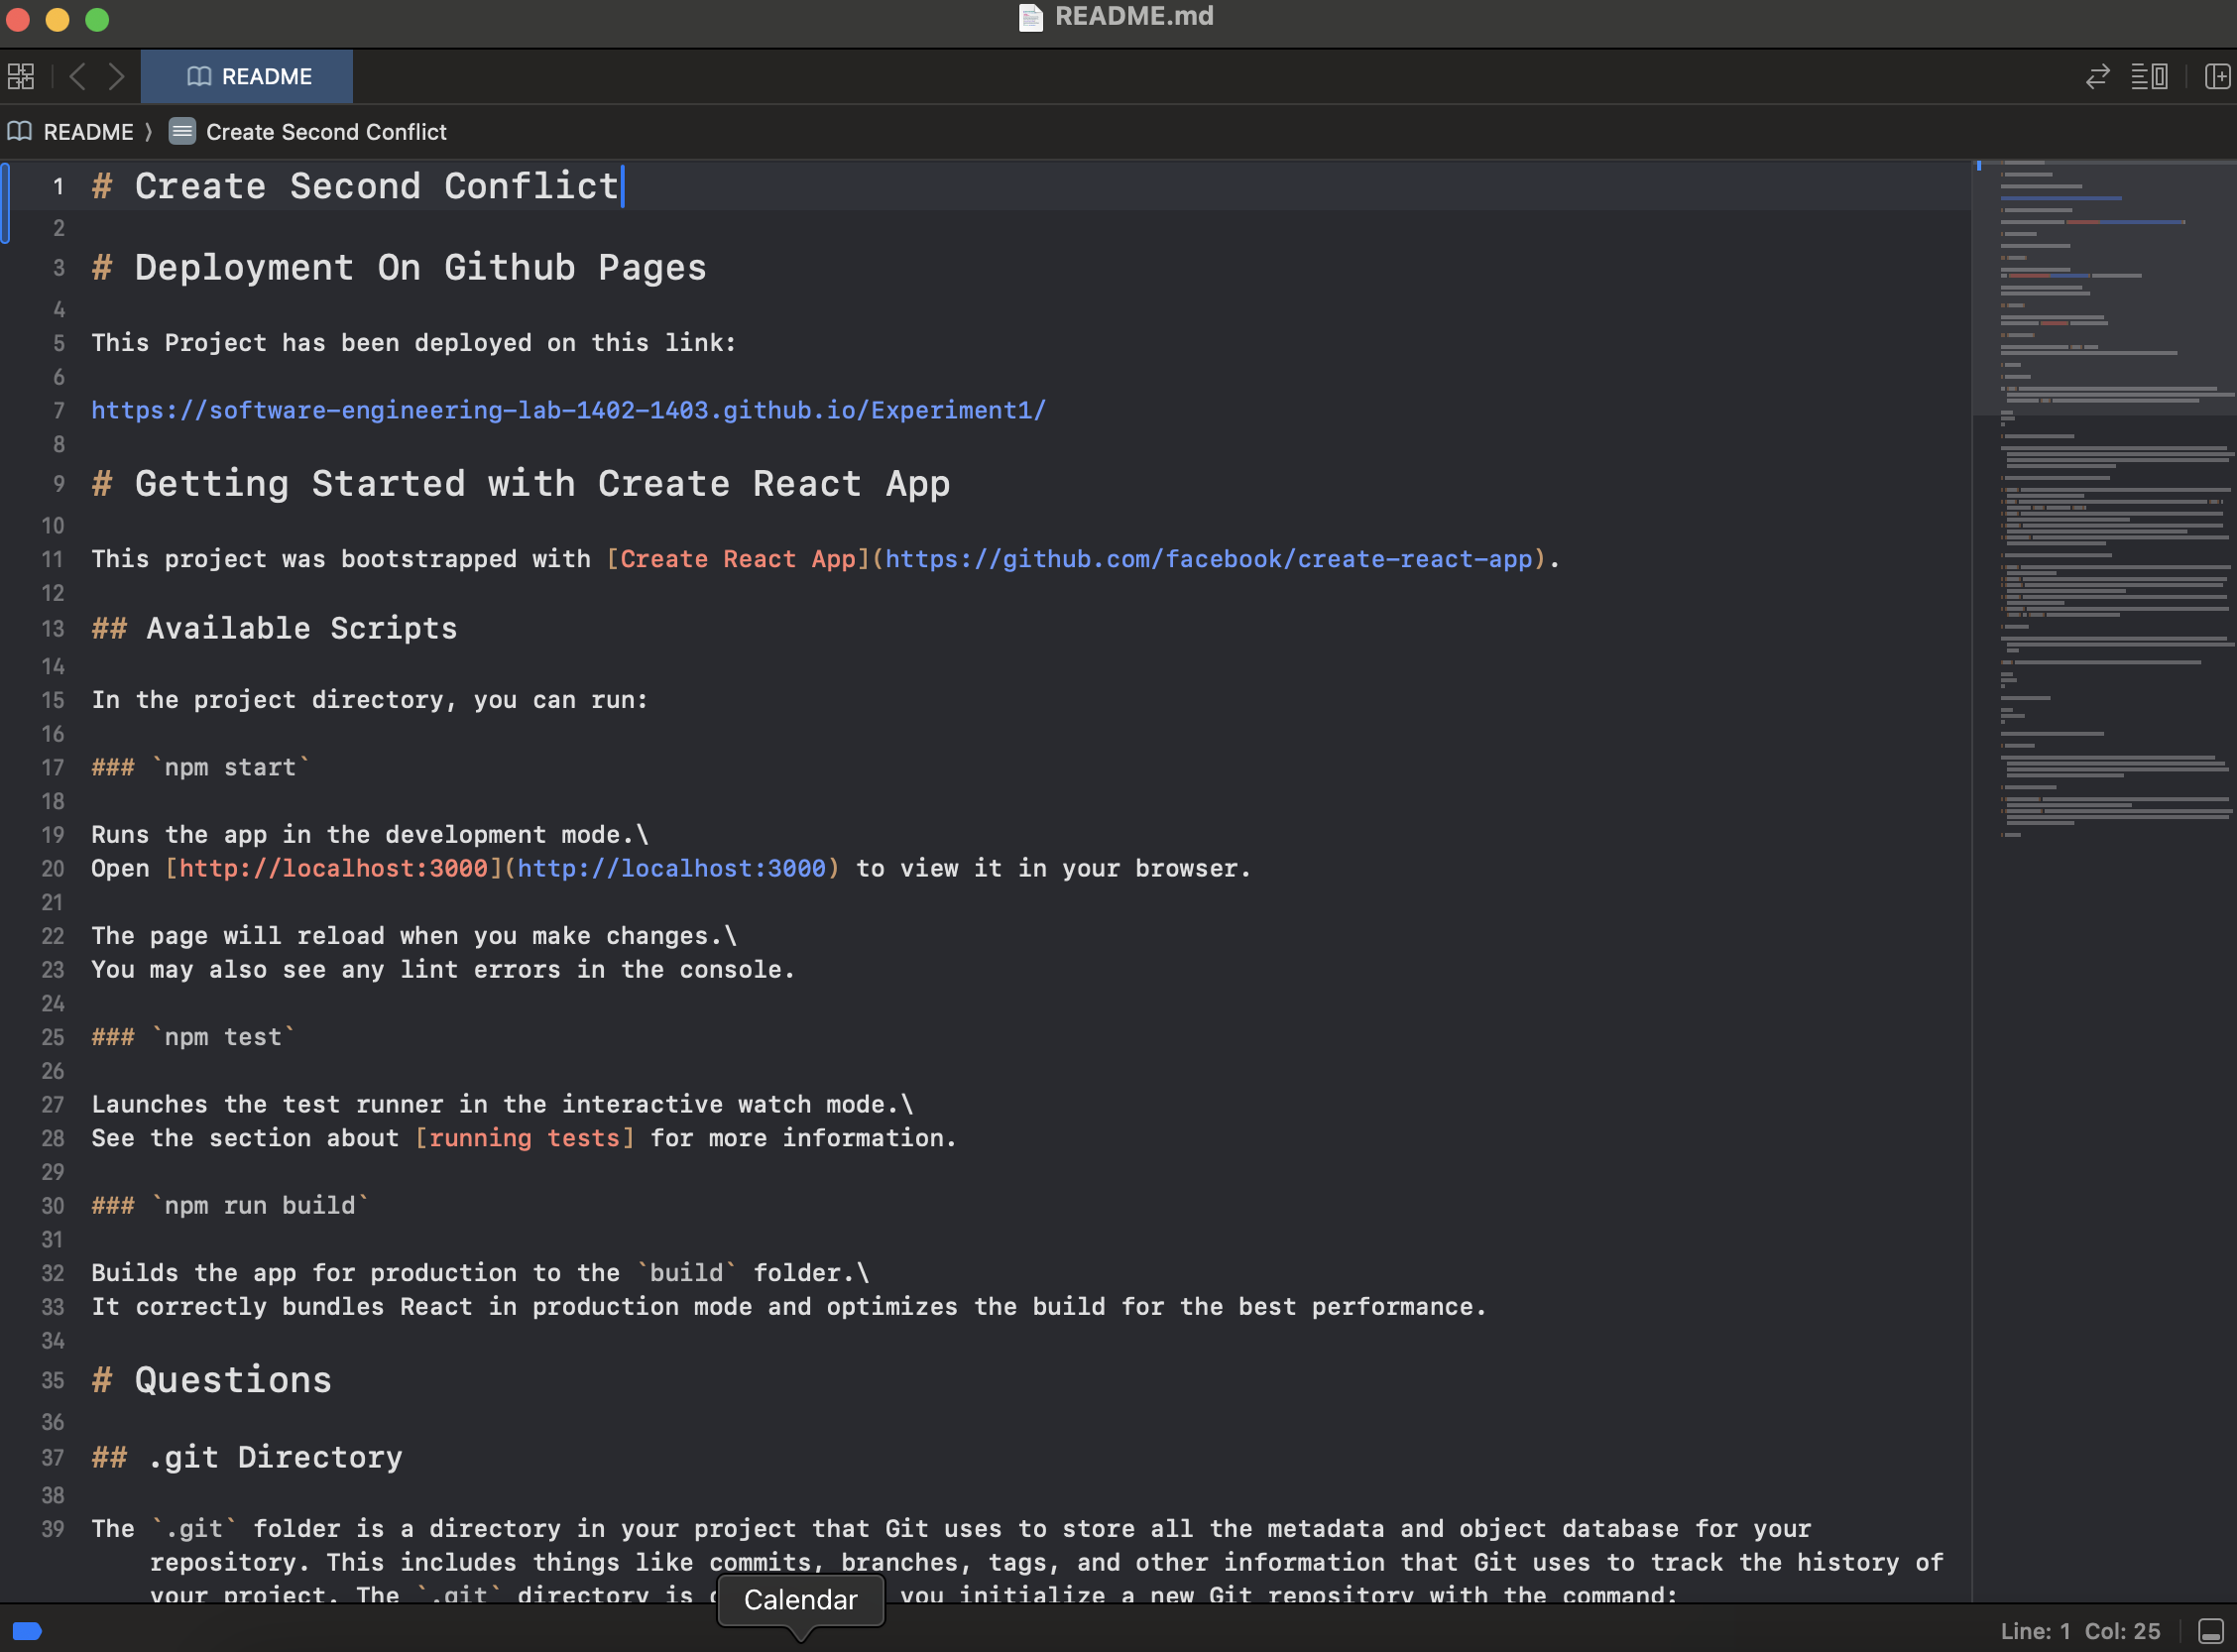 README.md
README
README 〉 Create Second Conflict
1 # Create Second Conflict
2
3 # Deployment On Github Pages
4
5 This Project has been deployed on this link:
6
7 https://software-engineering-lab-1402-1403.github.io/Experiment1/
8
9 # Getting Started with Create React App
10
11 This project was bootstrapped with [Create React App](https://github.com/facebook/create-react-app).
12
13 ## Available Scripts
14
15 In the project directory, you can run:
16
17 ### `npm start`
18
19 Runs the app in the development mode.\
20 Open [http://localhost:3000](http://localhost:3000) to view it in your browser.
21
22 The page will reload when you make changes.\
23 You may also see any lint errors in the console.
24
25 ### `npm test`
26
27 Launches the test runner in the interactive watch mode.\
28 See the section about [running tests] for more information.
29
30 ### `npm run build`
31
32 Builds the app for production to the `build` folder.\
33 It correctly bundles React in production mode and optimizes the build for the best performance.
34
35 # Questions
36
37 ## .git Directory
38
39 The `.git` folder is a directory in your project that Git uses to store all the metadata and object database for your
repository. This includes things like commits, branches, tags, and other information that Git uses to track the history of
your project. The `.git` directory is you initialize a new Git repository with the command:
Calendar
Line: 1 Col: 25